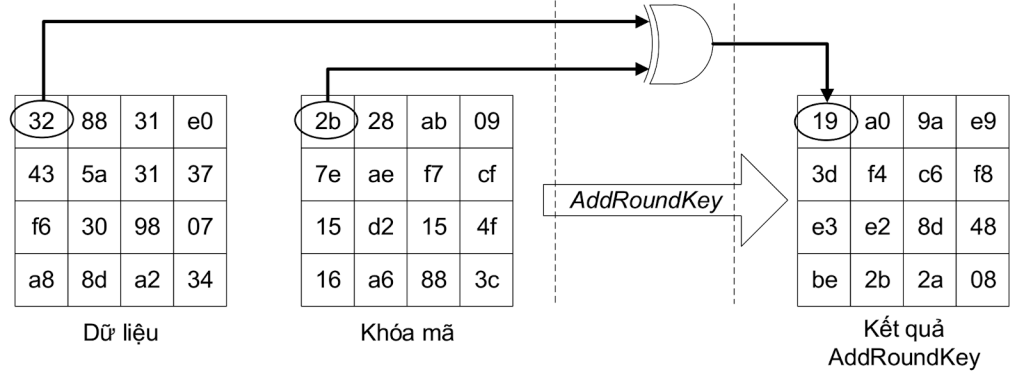 32 88 31 e0 2b 28 ab 09 19 a0 9a e9
43 5a 31 37 7e ae f7 cf 3d f4 c6 f8
AddRoundKey
f6 30 98 07 15 d2 15 4f e3 e2 8d 48
a8 8d a2 34 16 a6 88 3c be 2b 2a 08
Dữ liệu Khóa mã Kết quả
AddRoundKey